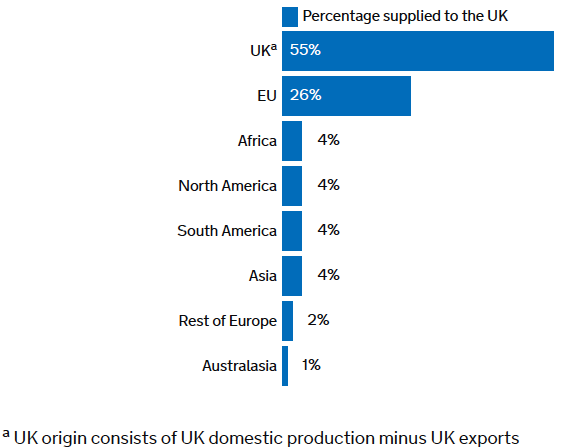 Percentage supplied to the UK
UKᵃ 55%
EU 26%
Africa 4%
North America 4%
South America 4%
Asia 4%
Rest of Europe 2%
Australasia 1%
ᵃ UK origin consists of UK domestic production minus UK exports